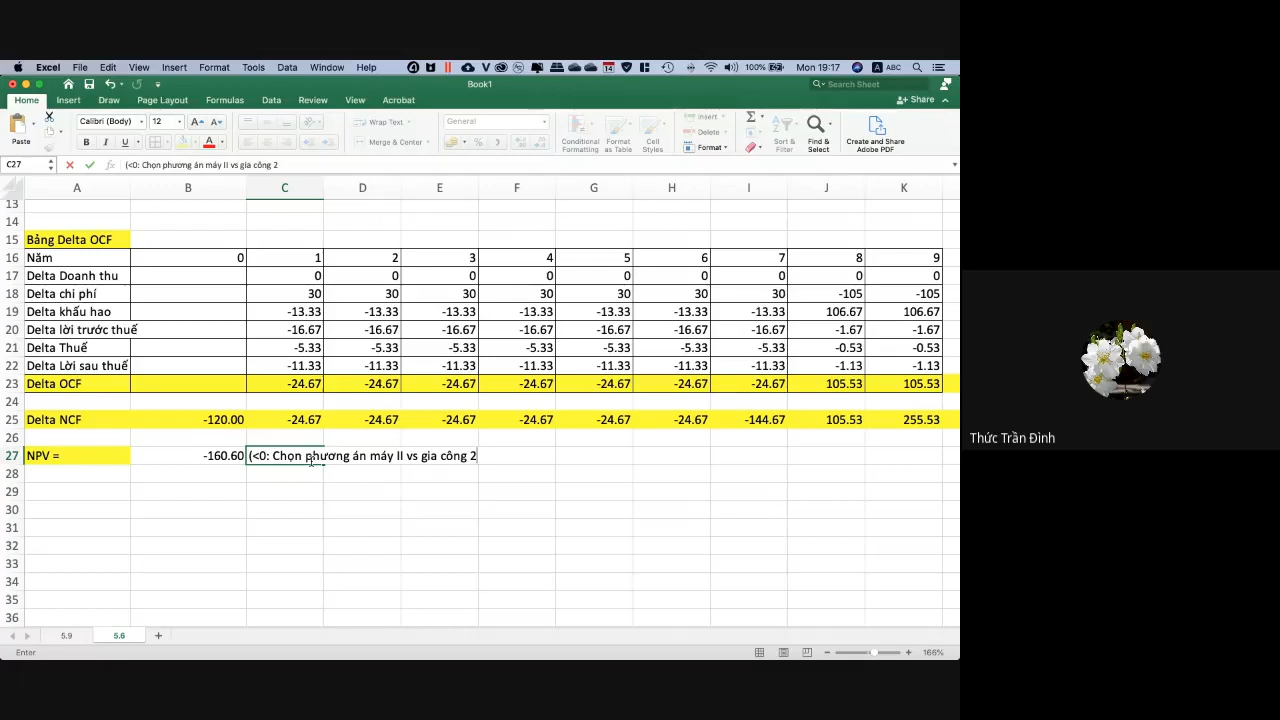 Excel File Edit View Insert Format Tools Data Window Help 14 100% Mon 19:17 A ABC
Book1
Search Sheet
Home Insert Draw Page Layout Formulas Data Review View Acrobat Share
Paste Calibri (Body) 12 Wrap Text General Insert
B I U Merge & Center Delete
Conditional Formatting Format as Table Cell Styles Format Sort & Filter Find & Select Create and Share Adobe PDF
C27 fx (<0: Chọn phương án máy II vs gia công 2
A B C D E F G H I J K
13
14
15 Bảng Delta OCF
16 Năm 0 1 2 3 4 5 6 7 8 9
17 Delta Doanh thu 0 0 0 0 0 0 0 0 0
18 Delta chi phí 30 30 30 30 30 30 30 -105 -105
19 Delta khấu hao -13.33 -13.33 -13.33 -13.33 -13.33 -13.33 -13.33 106.67 106.67
20 Delta lời trước thuế -16.67 -16.67 -16.67 -16.67 -16.67 -16.67 -16.67 -1.67 -1.67
21 Delta Thuế -5.33 -5.33 -5.33 -5.33 -5.33 -5.33 -5.33 -0.53 -0.53
22 Delta Lời sau thuế -11.33 -11.33 -11.33 -11.33 -11.33 -11.33 -11.33 -1.13 -1.13
23 Delta OCF -24.67 -24.67 -24.67 -24.67 -24.67 -24.67 -24.67 105.53 105.53
24
25 Delta NCF -120.00 -24.67 -24.67 -24.67 -24.67 -24.67 -24.67 -144.67 105.53 255.53
26
27 NPV = -160.60 (<0: Chọn phương án máy II vs gia công 2
28
29
30
31
32
33
34
35
36
5.9 5.6
Enter 166%
Thức Trần Đình